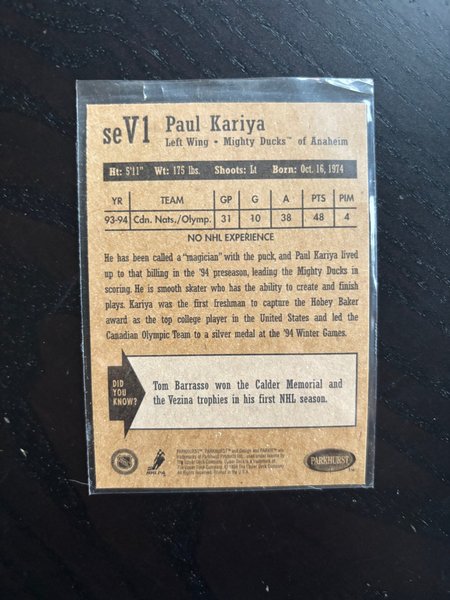 seV1 Paul Kariya
Left Wing • Mighty Ducks™ of Anaheim
Ht: 5'11" Wt: 175 lbs. Shoots: Lt Born: Oct. 16, 1974
YR TEAM GP G A PTS PIM
93-94 Cdn. Nats./Olymp. 31 10 38 48 4
NO NHL EXPERIENCE
He has been called a "magician" with the puck, and Paul Kariya lived
up to that billing in the '94 preseason, leading the Mighty Ducks in
scoring. He is smooth skater who has the ability to create and finish
plays. Kariya was the first freshman to capture the Hobey Baker
award as the top college player in the United States and led the
Canadian Olympic Team to a silver medal at the '94 Winter Games.
DID
YOU
KNOW?
Tom Barrasso won the Calder Memorial and
the Vezina trophies in his first NHL season.
NHLPA
PARKHURST